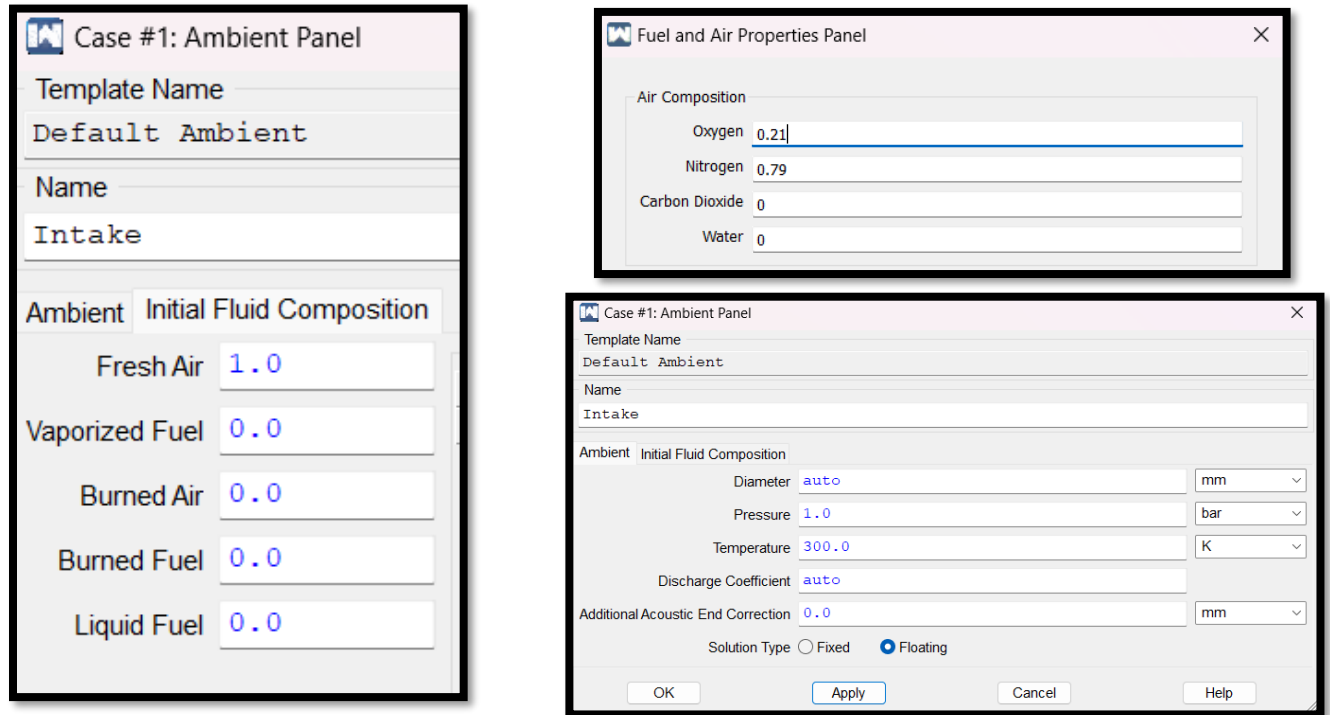 Case #1: Ambient Panel
Template Name
Default Ambient
Name
Intake
Ambient Initial Fluid Composition
Fresh Air 1.0
Vaporized Fuel 0.0
Burned Air 0.0
Burned Fuel 0.0
Liquid Fuel 0.0
Fuel and Air Properties Panel
Air Composition
Oxygen 0.21
Nitrogen 0.79
Carbon Dioxide 0
Water 0
Case #1: Ambient Panel
Template Name
Default Ambient
Name
Intake
Ambient Initial Fluid Composition
Diameter auto mm
Pressure 1.0 bar
Temperature 300.0 K
Discharge Coefficient auto
Additional Acoustic End Correction 0.0 mm
Solution Type Fixed Floating
OK Apply Cancel Help